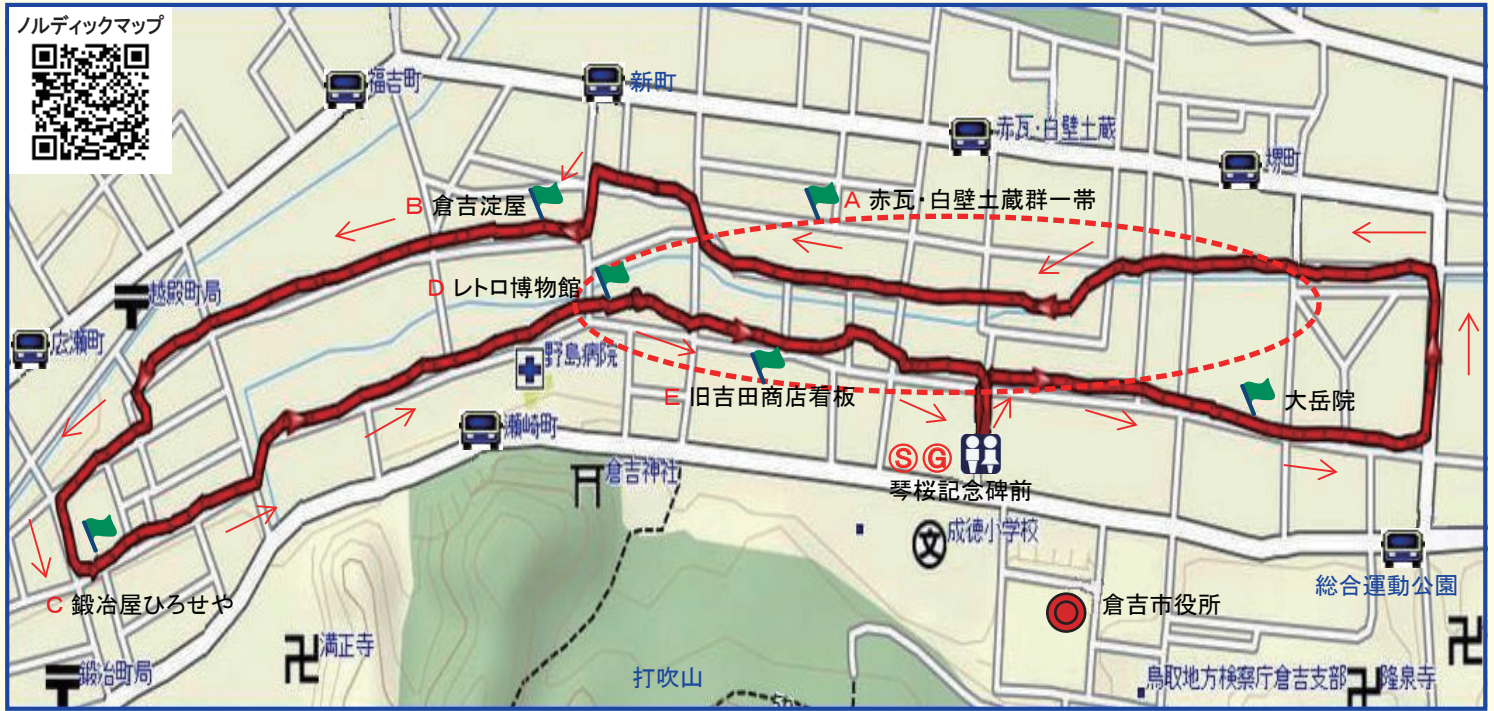 ノルディックマップ
福吉町
新町
赤瓦・白壁土蔵
堺町
B 倉吉淀屋
A 赤瓦・白壁土蔵群一帯
D レトロ博物館
越殿町局
広瀬町
野島病院
E 旧吉田商店看板
大岳院
瀬崎町
倉吉神社
S G
琴桜記念碑前
成徳小学校
文
総合運動公園
C 鍛冶屋ひろせや
倉吉市役所
満正寺
鍛冶町局
打吹山
鳥取地方検察庁倉吉支部
隆泉寺